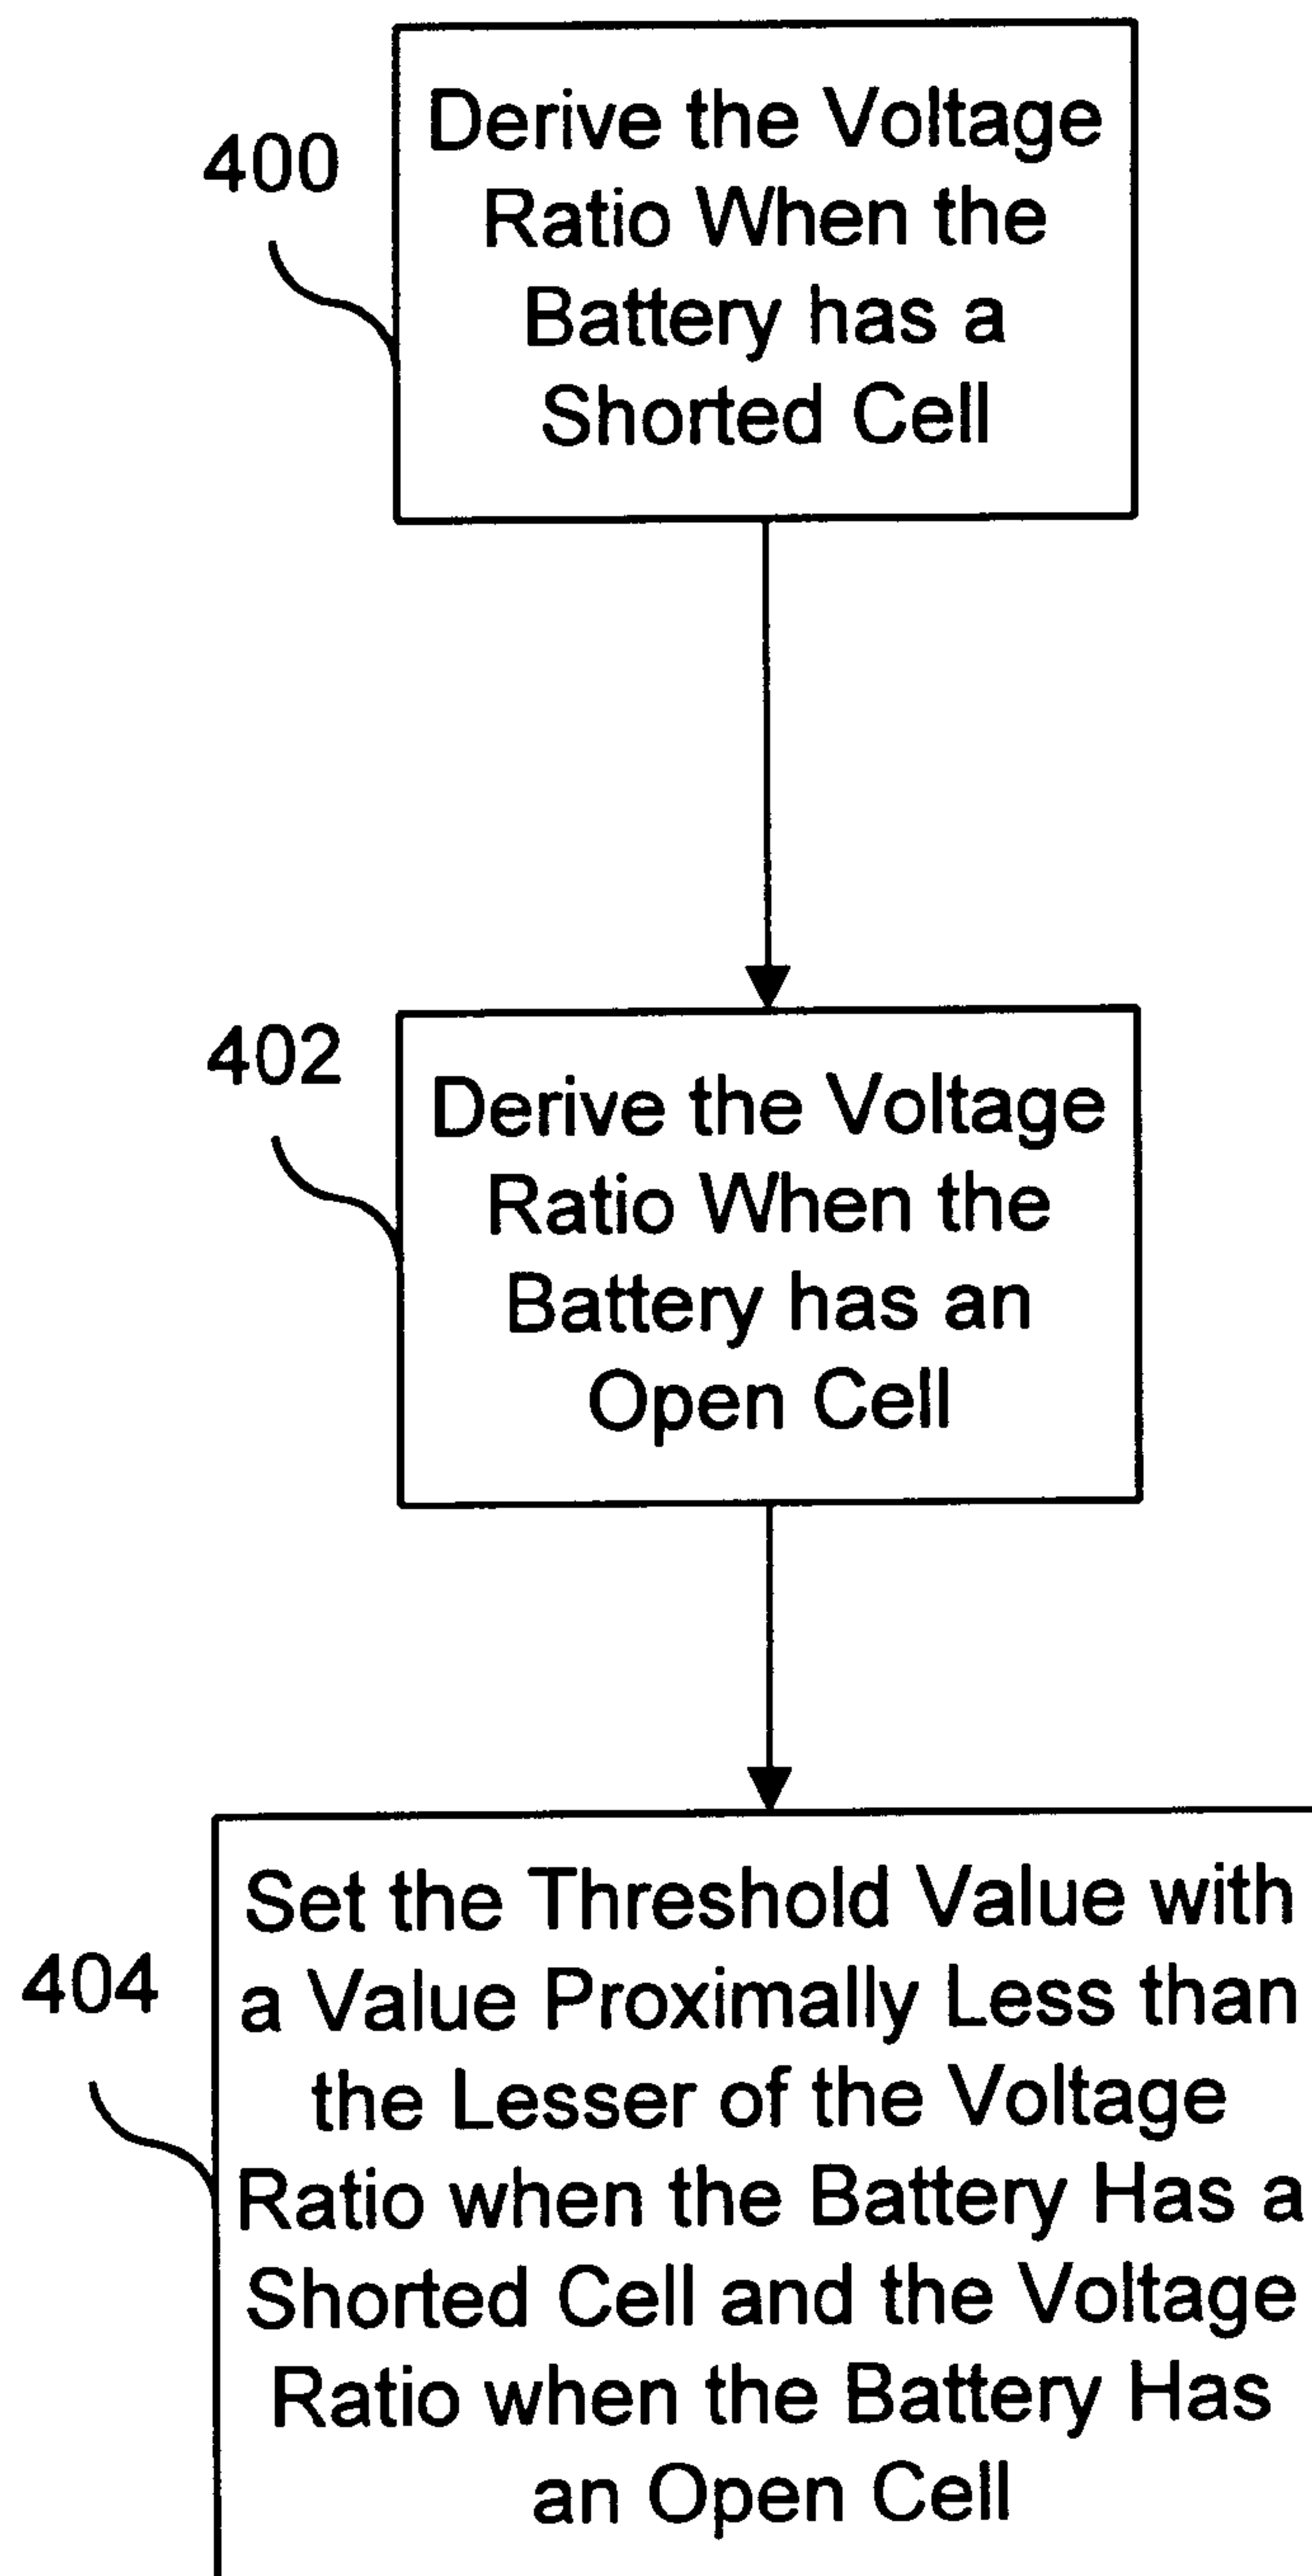 400
Derive the Voltage
Ratio When the
Battery has a
Shorted Cell
402
Derive the Voltage
Ratio When the
Battery has an
Open Cell
404
Set the Threshold Value with
a Value Proximally Less than
the Lesser of the Voltage
Ratio when the Battery Has a
Shorted Cell and the Voltage
Ratio when the Battery Has
an Open Cell